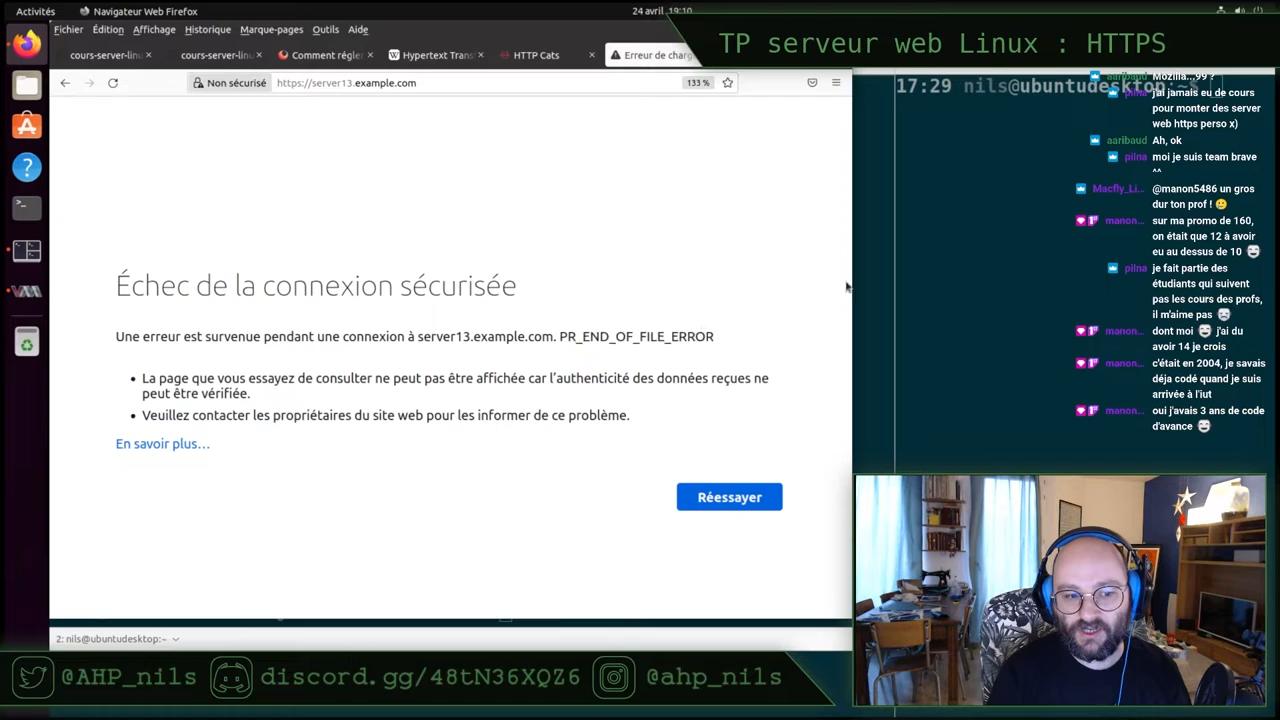 Activités
Navigateur Web Firefox
24 avril 19:10
TP serveur web Linux : HTTPS
Fichier Édition Affichage Historique Marque-pages Outils Aide
cours-server-linu
cours-server-linu
Comment régler
Hypertext Trans
HTTP Cats
Erreur de charg
Non sécurisé
https://server13.example.com
133 %
Échec de la connexion sécurisée
Une erreur est survenue pendant une connexion à server13.example.com. PR_END_OF_FILE_ERROR
La page que vous essayez de consulter ne peut pas être affichée car l’authenticité des données reçues ne
peut être vérifiée.
Veuillez contacter les propriétaires du site web pour les informer de ce problème.
En savoir plus…
Réessayer
2: nils@ubuntudesktop:~
17:29 nils@ubuntudesktop:~$
aaribaud Mozilla...99 ?
pilna j'ai jamais eu de cours
pour monter des server
web https perso x)
aaribaud Ah, ok
pilna moi je suis team brave
^^
Macfly_Li... @manon5486 un gros
dur ton prof !
manon... sur ma promo de 160,
on était que 12 à avoir
eu au dessus de 10
pilna je fait partie des
étudiants qui suivent
pas les cours des profs,
il m'aime pas
manon... dont moi j'ai du
avoir 14 je crois
manon... c'était en 2004, je savais
déja codé quand je suis
arrivée à l'iut
manon... oui j'avais 3 ans de code
d'avance
@AHP_nils
discord.gg/48tN36XQZ6
@ahp_nils